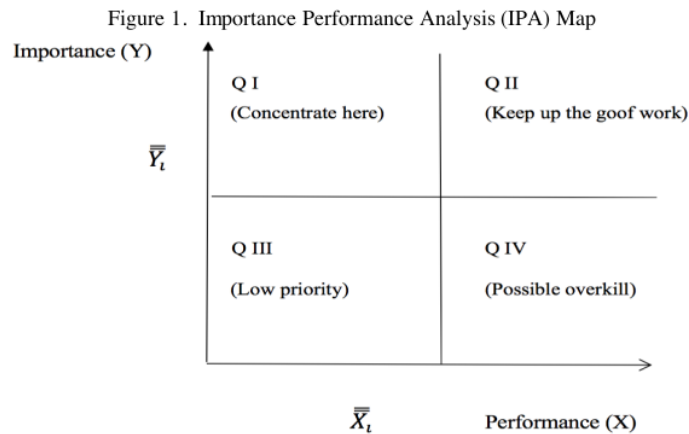 Figure 1. Importance Performance Analysis (IPA) Map
Importance (Y)
Q I
(Concentrate here)
Q II
(Keep up the goof work)
Y̿ᵢ
Q III
(Low priority)
Q IV
(Possible overkill)
X̿ᵢ
Performance (X)